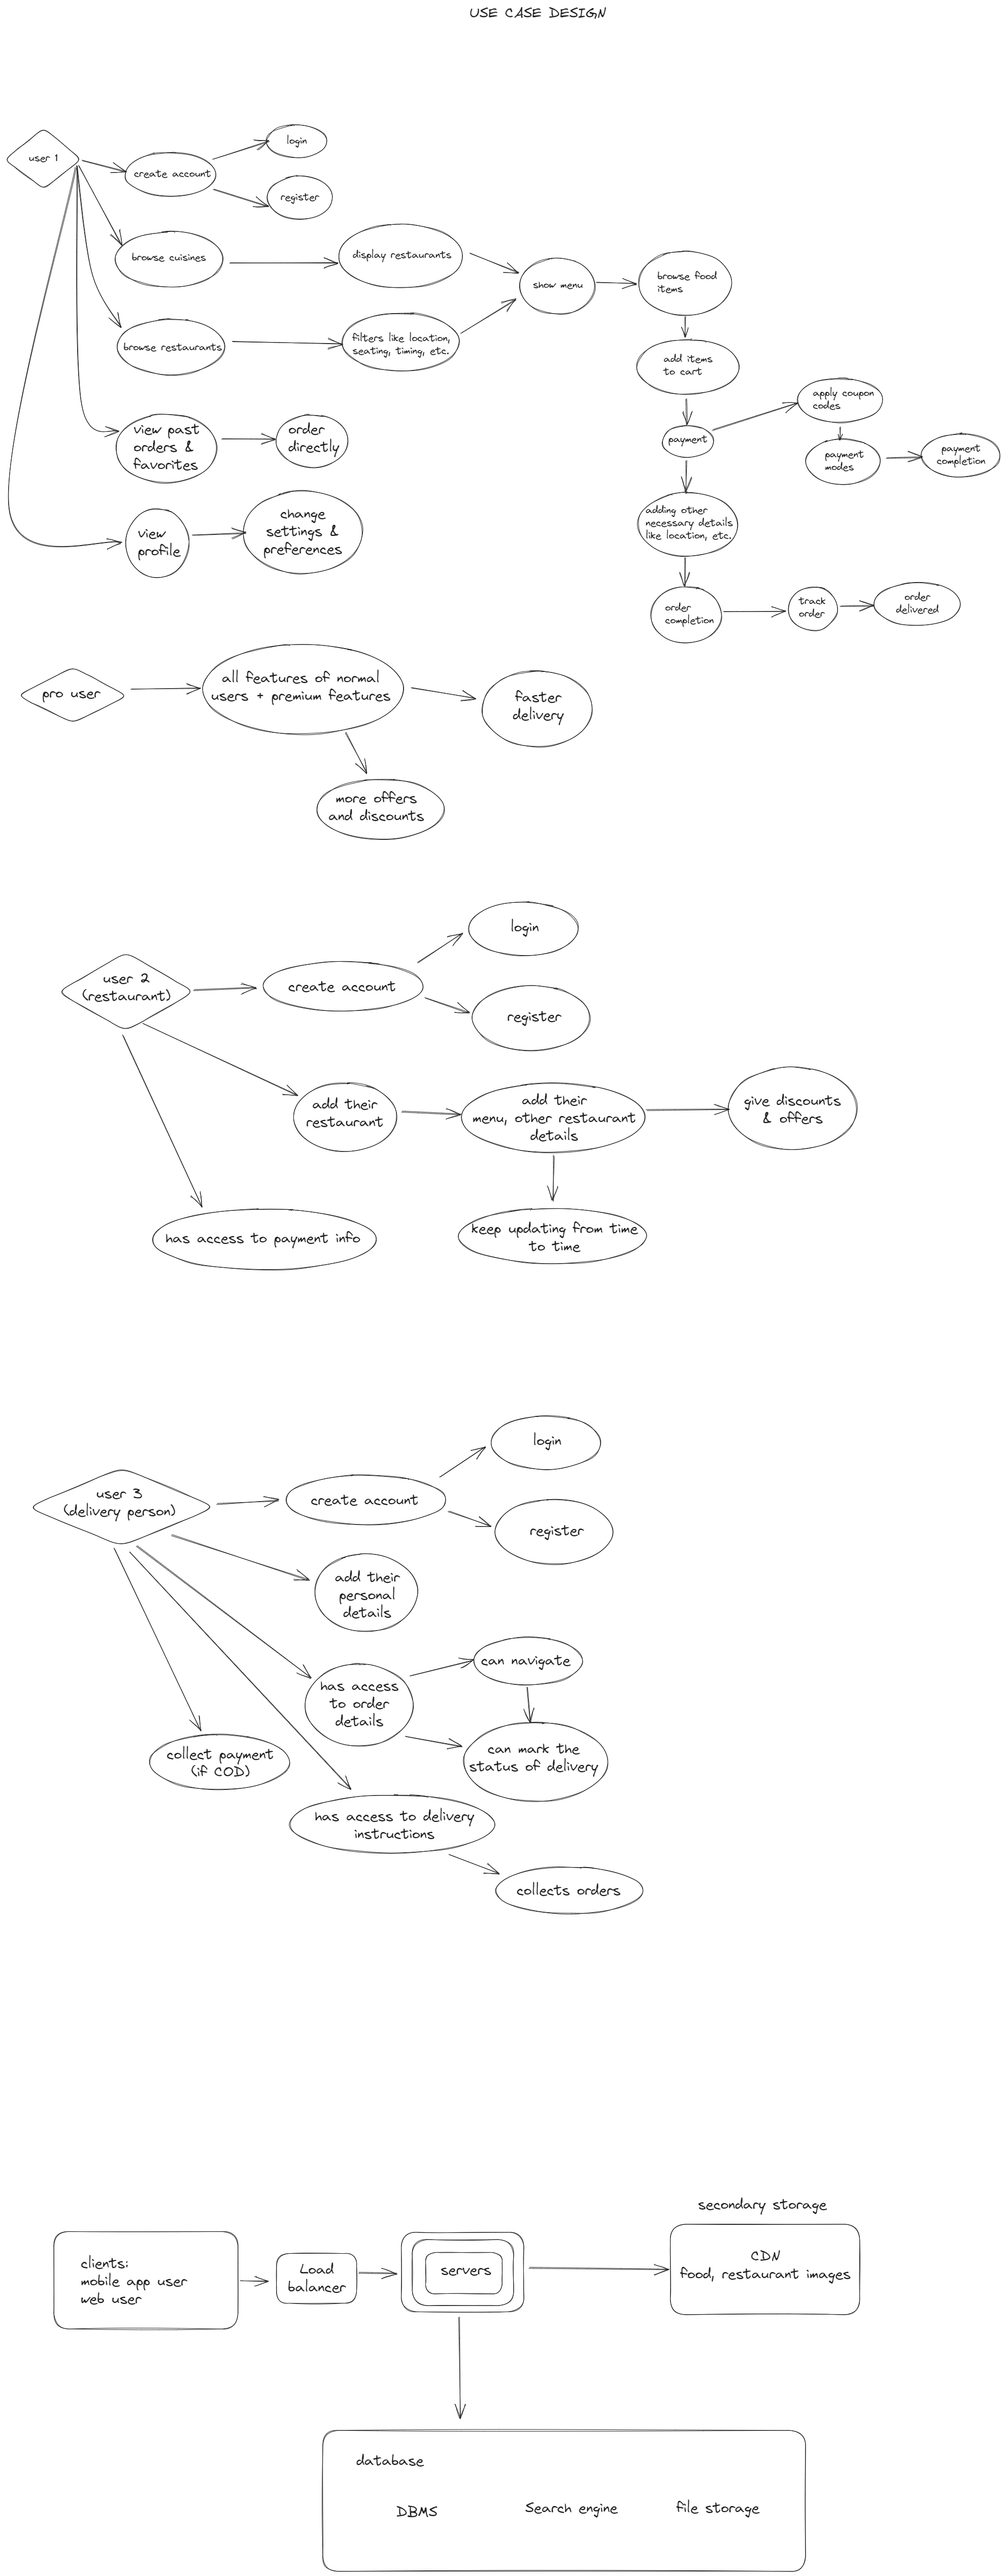 USE CASE DESIGN
user 1
create account
login
register
browse cuisines
display restaurants
show menu
browse food
items
browse restaurants
filters like location,
seating, timing, etc.
add items
to cart
payment
apply coupon
codes
payment
modes
payment
completion
view past
orders &
favorites
order
directly
adding other
necessary details
like location, etc.
view
profile
change
settings &
preferences
order
completion
track
order
order
delivered
pro user
all features of normal
users + premium features
faster
delivery
more offers
and discounts
user 2
(restaurant)
create account
login
register
add their
restaurant
add their
menu, other restaurant
details
give discounts
& offers
has access to payment info
keep updating from time
to time
user 3
(delivery person)
create account
login
register
add their
personal
details
has access
to order
details
can navigate
can mark the
status of delivery
collect payment
(if COD)
has access to delivery
instructions
collects orders
clients:
mobile app user
web user
Load
balancer
servers
secondary storage
CDN
food, restaurant images
database
DBMS
Search engine
file storage